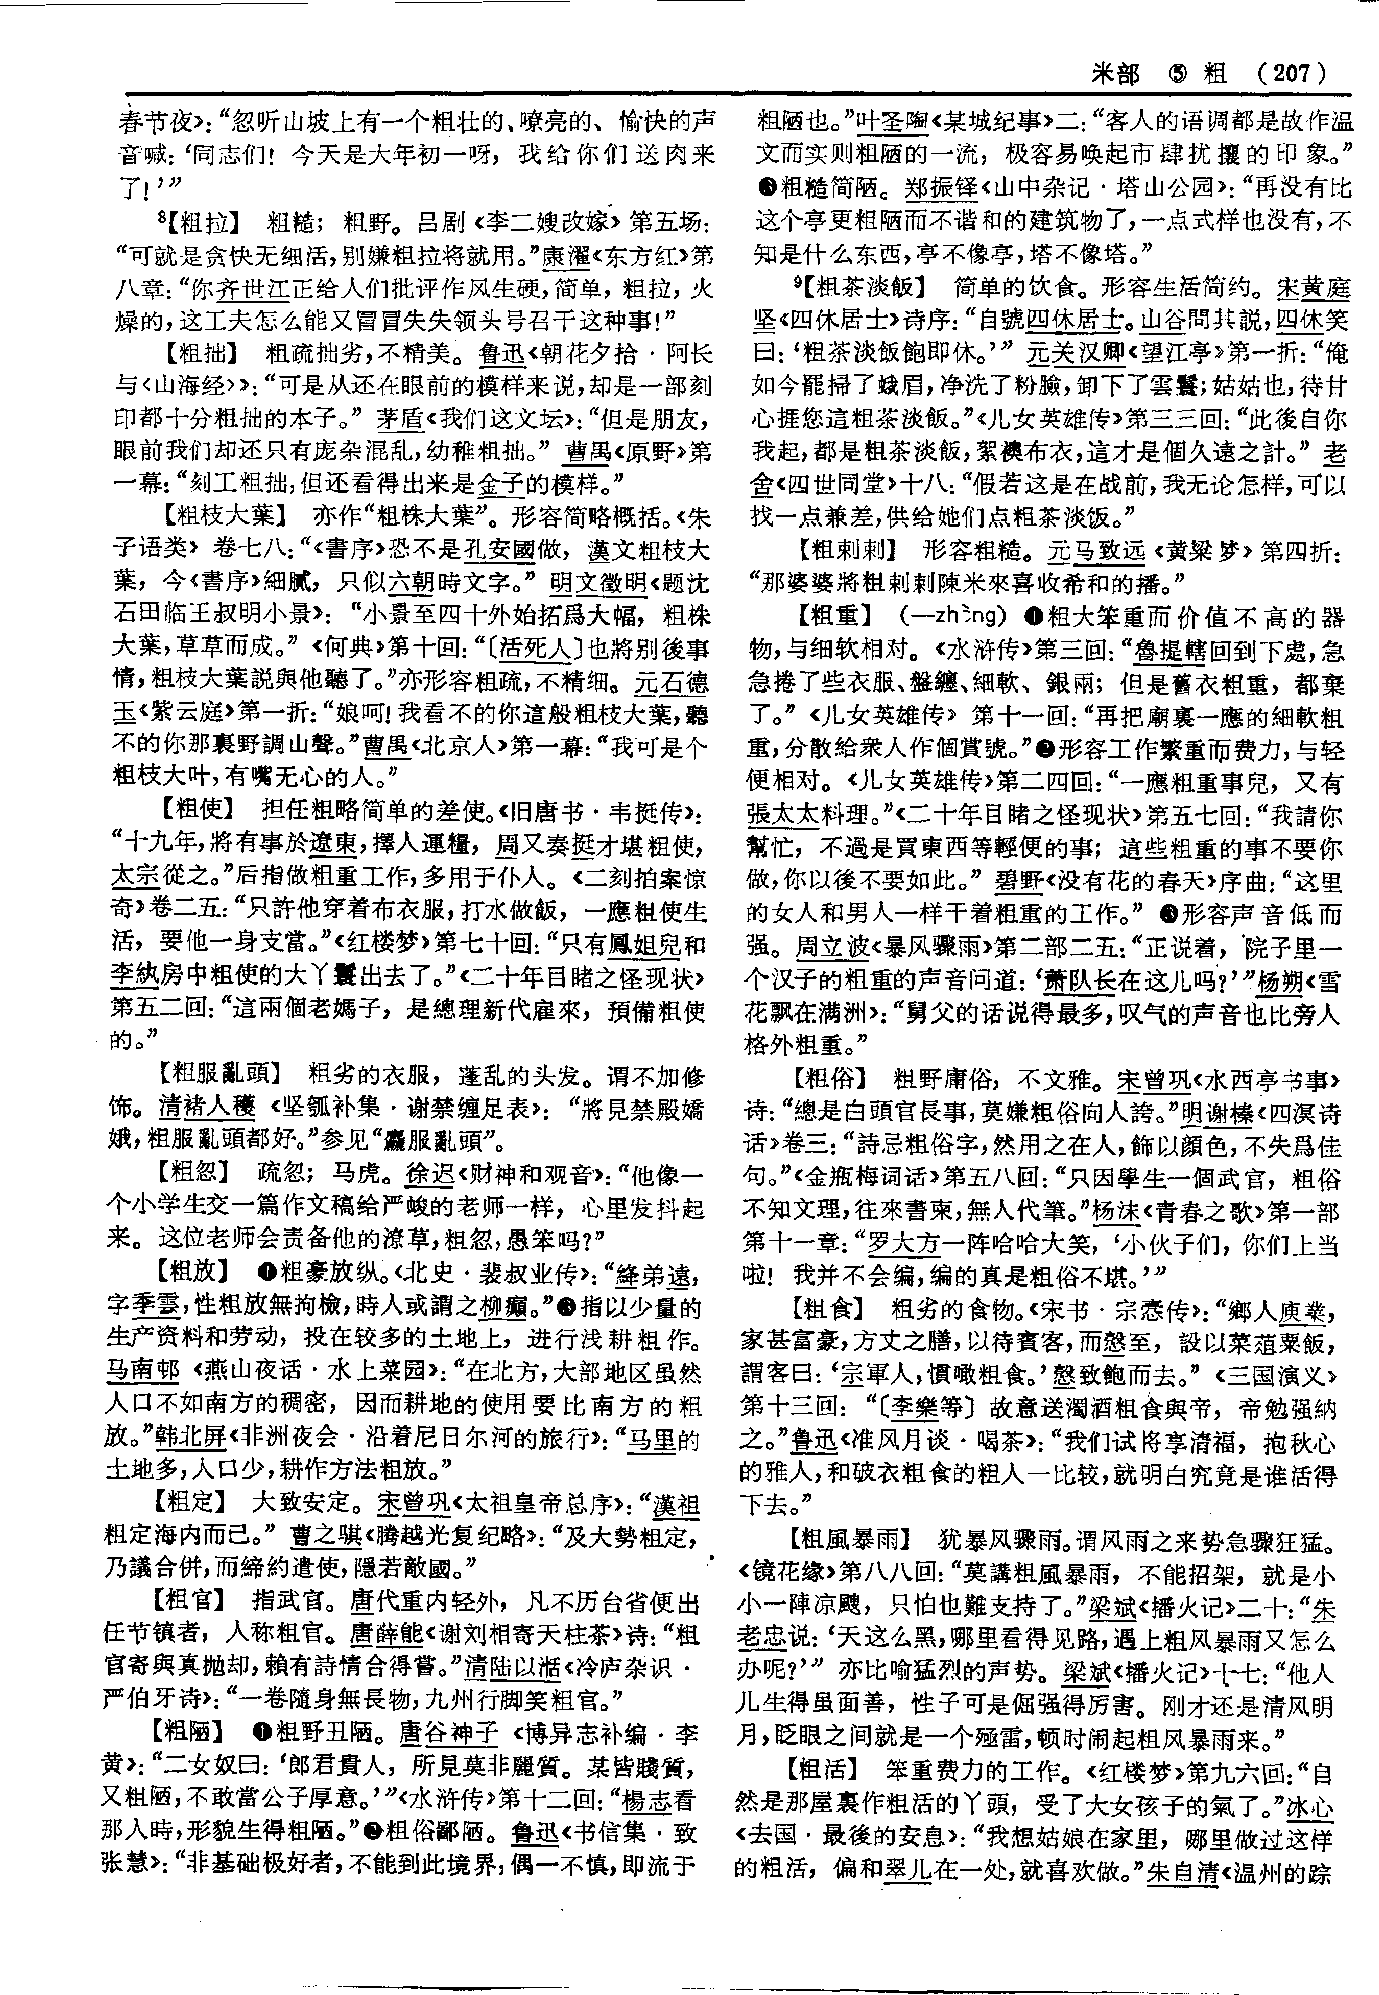 米部 ⑤ 粗 (207)
春节夜》：“忽听山坡上有一个粗壮的、嘹亮的、愉快的声
音喊：‘同志们！今天是大年初一呀，我给你们送肉来
了！’”
⁸【粗拉】 粗糙；粗野。吕剧《李二嫂改嫁》第五场：
“可就是贪快无细活，别嫌粗拉将就用。”康濯《东方红》第
八章：“你齐世江正给人们批评作风生硬，简单，粗拉，火
燥的，这工夫怎么能又冒冒失失领头号召干这种事！”
【粗拙】 粗疏拙劣，不精美。鲁迅《朝花夕拾·阿长
与〈山海经〉》：“可是从还在眼前的模样来说，却是一部刻
印都十分粗拙的本子。”茅盾《我们这文坛》：“但是朋友，
眼前我们却还只有庞杂混乱，幼稚粗拙。”曹禺《原野》第
一幕：“刻工粗拙，但还看得出来是金子的模样。”
【粗枝大葉】 亦作“粗株大葉”。形容简略概括。《朱
子语类》卷七八：“《書序》恐不是孔安國做，漢文粗枝大
葉，今《書序》細膩，只似六朝時文字。”明文徵明《题沈
石田临王叔明小景》：“小景至四十外始拓爲大幅，粗株
大葉，草草而成。”《何典》第十回：“〔活死人〕也將别後事
情，粗枝大葉説與他聽了。”亦形容粗疏，不精细。元石德
玉《紫云庭》第一折：“娘呵！我看不的你這般粗枝大葉，聽
不的你那裏野調山聲。”曹禺《北京人》第一幕：“我可是个
粗枝大叶，有嘴无心的人。”
【粗使】 担任粗略简单的差使。《旧唐书·韦挺传》：
“十九年，將有事於遼東，擇人運糧，周又奏挺才堪粗使，
太宗從之。”后指做粗重工作，多用于仆人。《二刻拍案惊
奇》卷二五：“只許他穿着布衣服，打水做飯，一應粗使生
活，要他一身支當。”《红楼梦》第七十回：“只有鳳姐兒和
李紈房中粗使的大丫鬟出去了。”《二十年目睹之怪现状》
第五二回：“這兩個老媽子，是總理新代雇來，預備粗使
的。”
【粗服亂頭】 粗劣的衣服，蓬乱的头发。谓不加修
饰。清褚人穫《坚瓠补集·谢禁缠足表》：“將見禁殿嬌
娥，粗服亂頭都好。”参见“麤服亂頭”。
【粗忽】 疏忽；马虎。徐迟《财神和观音》：“他像一
个小学生交一篇作文稿给严峻的老师一样，心里发抖起
来。这位老师会责备他的潦草，粗忽，愚笨吗？”
【粗放】 ❶粗豪放纵。《北史·裴叔业传》：“絳弟遠，
字季雲，性粗放無拘檢，時人或謂之柳癲。”❷指以少量的
生产资料和劳动，投在较多的土地上，进行浅耕粗作。
马南邨《燕山夜话·水上菜园》：“在北方，大部地区虽然
人口不如南方的稠密，因而耕地的使用要比南方的粗
放。”韩北屏《非洲夜会·沿着尼日尔河的旅行》：“马里的
土地多，人口少，耕作方法粗放。”
【粗定】 大致安定。宋曾巩《太祖皇帝总序》：“漢祖
粗定海内而已。”曹之骐《腾越光复纪略》：“及大勢粗定，
乃議合併，而締約遣使，隱若敵國。”
【粗官】 指武官。唐代重内轻外，凡不历台省便出
任节镇者，人称粗官。唐薛能《谢刘相寄天柱茶》诗：“粗
官寄與真抛却，賴有詩情合得嘗。”清陆以湉《冷庐杂识·
严伯牙诗》：“一卷隨身無長物，九州行脚笑粗官。”
【粗陋】 ❶粗野丑陋。唐谷神子《博异志补编·李
黄》：“二女奴曰：‘郎君貴人，所見莫非麗質。某皆賤質，
又粗陋，不敢當公子厚意。’”《水浒传》第十二回：“楊志看
那人時，形貌生得粗陋。”❷粗俗鄙陋。鲁迅《书信集·致
张慧》：“非基础极好者，不能到此境界；偶一不慎，即流于
粗陋也。”叶圣陶《某城纪事》二：“客人的语调都是故作温
文而实则粗陋的一流，极容易唤起市肆扰攘的印象。”
❸粗糙简陋。郑振铎《山中杂记·塔山公园》：“再没有比
这个亭更粗陋而不谐和的建筑物了，一点式样也没有，不
知是什么东西，亭不像亭，塔不像塔。”
⁹【粗茶淡飯】 简单的饮食。形容生活简约。宋黄庭
坚《四休居士》诗序：“自號四休居士。山谷問其説，四休笑
曰：‘粗茶淡飯飽即休。’”元关汉卿《望江亭》第一折：“俺
如今罷掃了蛾眉，净洗了粉臉，卸下了雲鬟；姑姑也，待甘
心捱您這粗茶淡飯。”《儿女英雄传》第三三回：“此後自你
我起，都是粗茶淡飯，絮襖布衣，這才是個久遠之計。”老
舍《四世同堂》十八：“假若这是在战前，我无论怎样，可以
找一点兼差，供给她们点粗茶淡饭。”
【粗剌剌】 形容粗糙。元马致远《黄粱梦》第四折：
“那婆婆將粗剌剌陳米來喜收希和的播。”
【粗重】 （—zhòng）❶粗大笨重而价值不高的器
物，与细软相对。《水浒传》第三回：“魯提轄回到下處，急
急捲了些衣服、盤纏、細軟、銀兩；但是舊衣粗重，都棄
了。”《儿女英雄传》第十一回：“再把廟裏一應的細軟粗
重，分散給衆人作個賞號。”❷形容工作繁重而费力，与轻
便相对。《儿女英雄传》第二四回：“一應粗重事兒，又有
張太太料理。”《二十年目睹之怪现状》第五七回：“我請你
幫忙，不過是買東西等輕便的事；這些粗重的事不要你
做，你以後不要如此。”碧野《没有花的春天》序曲：“这里
的女人和男人一样干着粗重的工作。”❸形容声音低而
强。周立波《暴风骤雨》第二部二五：“正说着，院子里一
个汉子的粗重的声音问道：‘萧队长在这儿吗？’”杨朔《雪
花飘在满洲》：“舅父的话说得最多，叹气的声音也比旁人
格外粗重。”
【粗俗】 粗野庸俗，不文雅。宋曾巩《水西亭书事》
诗：“總是白頭官長事，莫嫌粗俗向人誇。”明谢榛《四溟诗
话》卷三：“詩忌粗俗字，然用之在人，飾以顔色，不失爲佳
句。”《金瓶梅词话》第五八回：“只因學生一個武官，粗俗
不知文理，往來書柬，無人代筆。”杨沫《青春之歌》第一部
第十一章：“罗大方一阵哈哈大笑，‘小伙子们，你们上当
啦！我并不会编，编的真是粗俗不堪。’”
【粗食】 粗劣的食物。《宋书·宗悫传》：“鄉人庾業，
家甚富豪，方丈之膳，以待賓客，而慤至，設以菜葅粟飯，
謂客曰：‘宗軍人，慣噉粗食。’慤致飽而去。”《三国演义》
第十三回：“〔李樂等〕故意送濁酒粗食與帝，帝勉强納
之。”鲁迅《准风月谈·喝茶》：“我们试将享清福，抱秋心
的雅人，和破衣粗食的粗人一比较，就明白究竟是谁活得
下去。”
【粗風暴雨】 犹暴风骤雨。谓风雨之来势急骤狂猛。
《镜花缘》第八八回：“莫講粗風暴雨，不能招架，就是小
小一陣凉颸，只怕也難支持了。”梁斌《播火记》二十：“朱
老忠说：‘天这么黑，哪里看得见路，遇上粗风暴雨又怎么
办呢？’”亦比喻猛烈的声势。梁斌《播火记》十七：“他人
儿生得虽面善，性子可是倔强得厉害。刚才还是清风明
月，眨眼之间就是一个殛雷，顿时闹起粗风暴雨来。”
【粗活】 笨重费力的工作。《红楼梦》第九六回：“自
然是那屋裏作粗活的丫頭，受了大女孩子的氣了。”冰心
《去国·最後的安息》：“我想姑娘在家里，哪里做过这样
的粗活，偏和翠儿在一处，就喜欢做。”朱自清《温州的踪